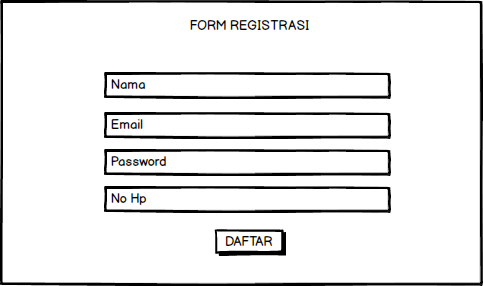 FORM REGISTRASI
Nama
Email
Password
No Hp
DAFTAR